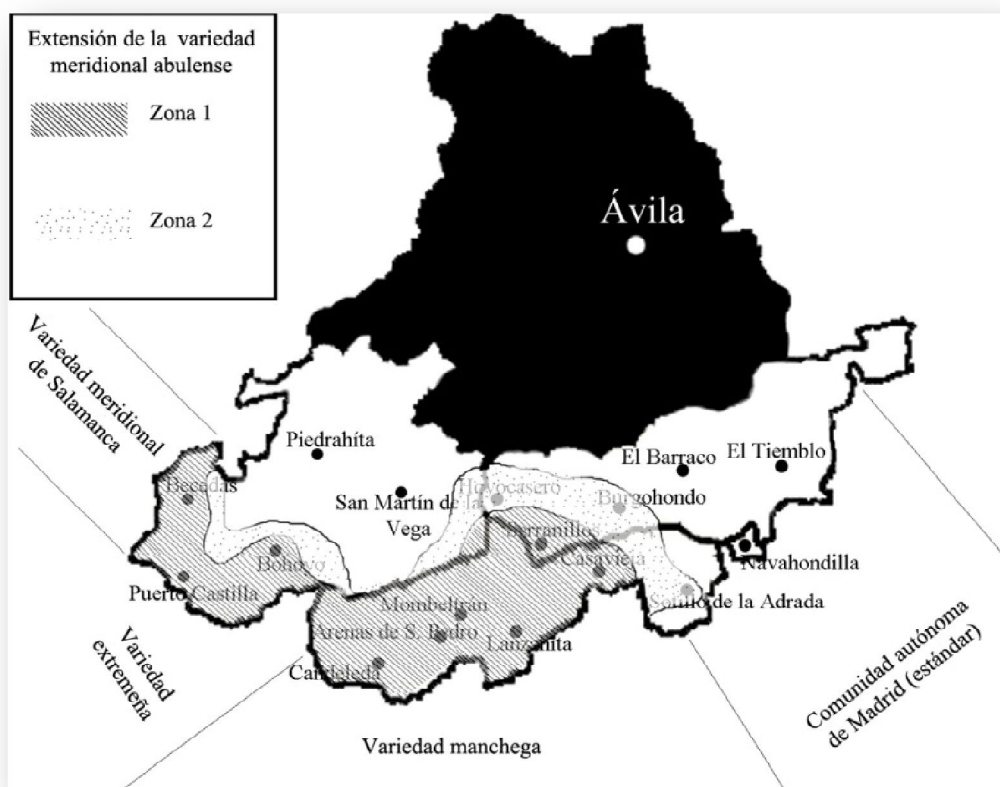 Extensión de la variedad
meridional abulense
Zona 1
Zona 2
Ávila
Variedad meridional
de Salamanca
Piedrahíta
El Barraco
El Tiemblo
Becedas
San Martín de la
Vega
Hoyocasero
Burgohondo
Serranillos
Casavieja
Navahondilla
Bohoyo
Puerto Castilla
Mombeltrán
Sotillo de la Adrada
Arenas de S. Pedro
Lanzahita
Candeleda
Variedad
extremeña
Comunidad autónoma
de Madrid (estándar)
Variedad manchega